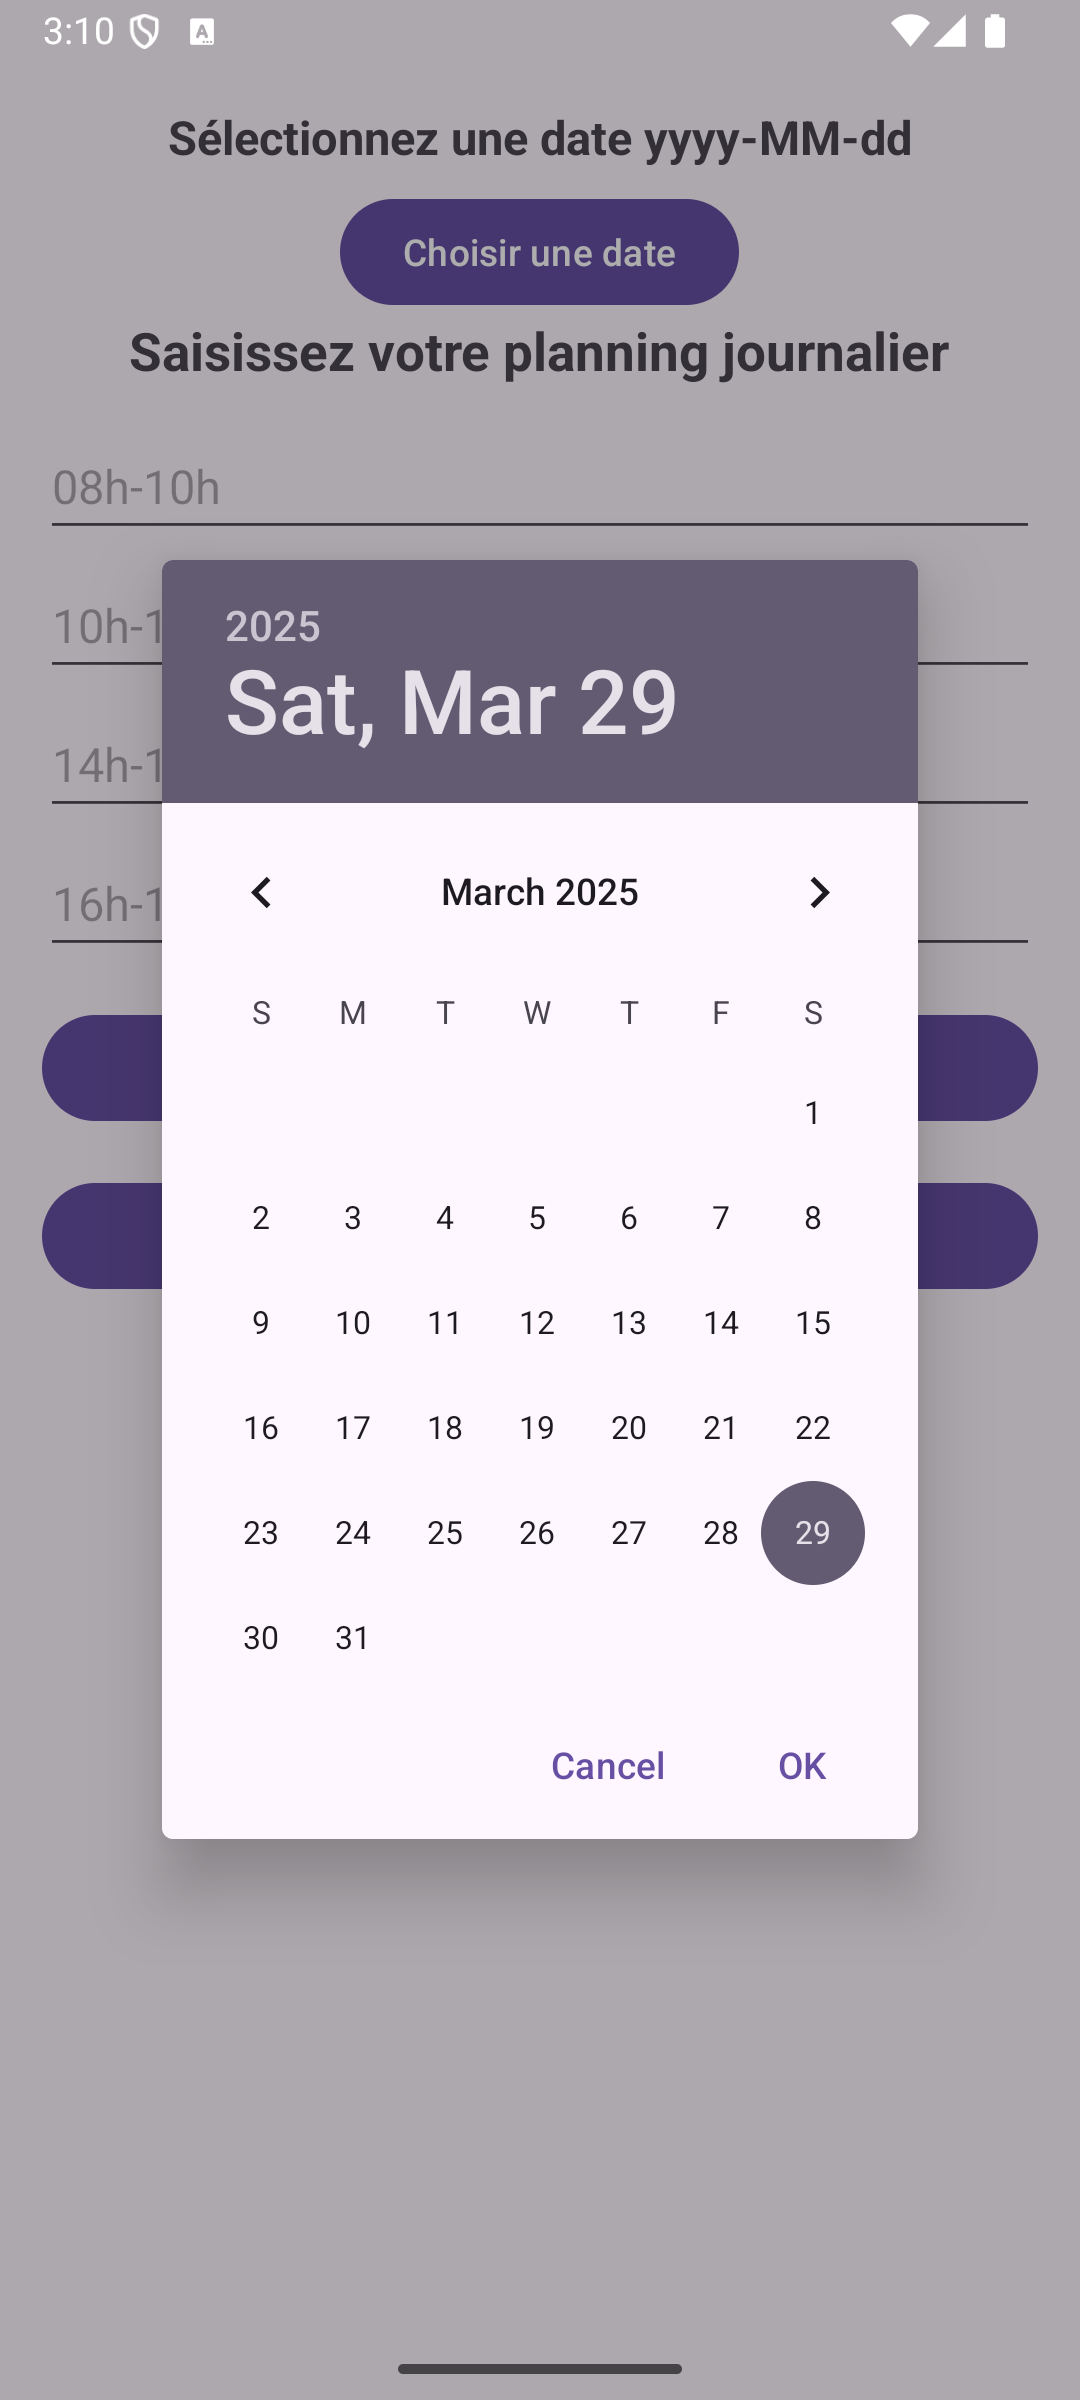 3:10
Sélectionnez une date yyyy-MM-dd
Choisir une date
Saisissez votre planning journalier
08h-10h
10h-1
14h-1
16h-1
2025
Sat, Mar 29
March 2025
S M T W T F S
1
2 3 4 5 6 7 8
9 10 11 12 13 14 15
16 17 18 19 20 21 22
23 24 25 26 27 28 29
30 31
Cancel OK